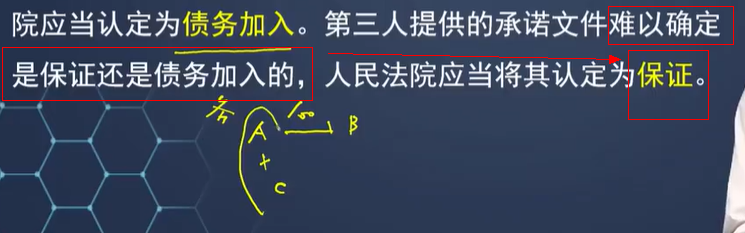 院应当认定为债务加入。第三人提供的承诺文件难以确定
是保证还是债务加入的，人民法院应当将其认定为保证。
务 100
A B
+
C